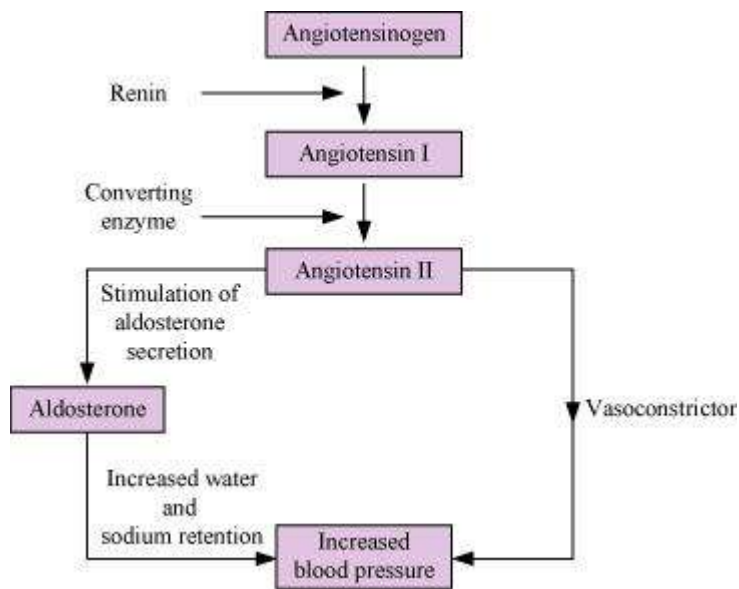 Angiotensinogen
Renin
Angiotensin I
Converting
enzyme
Angiotensin II
Stimulation of
aldosterone
secretion
Aldosterone
Vasoconstrictor
Increased water
and
sodium retention
Increased
blood pressure